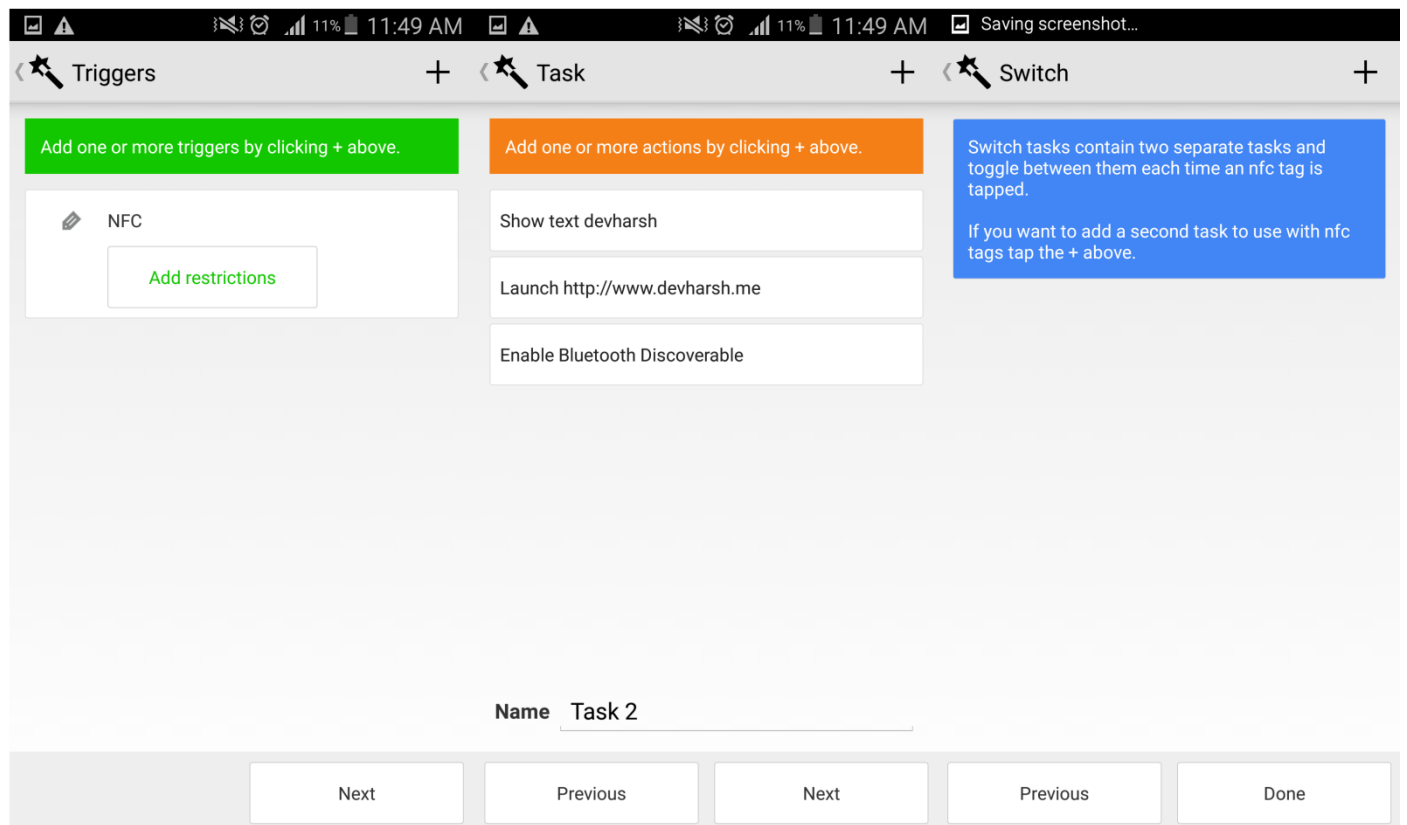 11% 11:49 AM
Triggers +
Add one or more triggers by clicking + above.
NFC
Add restrictions
Next
11% 11:49 AM
Task +
Add one or more actions by clicking + above.
Show text devharsh
Launch http://www.devharsh.me
Enable Bluetooth Discoverable
Name Task 2
Previous Next
Saving screenshot...
Switch +
Switch tasks contain two separate tasks and
toggle between them each time an nfc tag is
tapped.
If you want to add a second task to use with nfc
tags tap the + above.
Previous Done